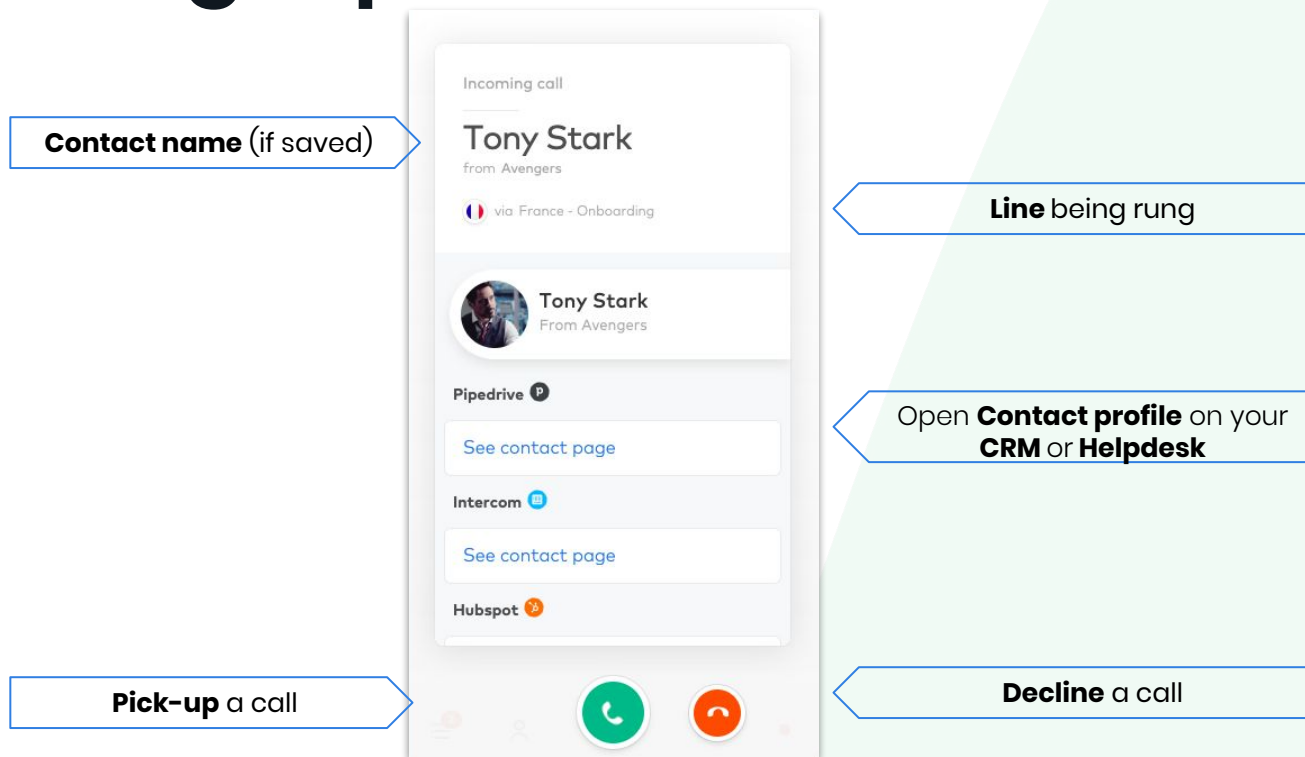 Incoming call
Contact name (if saved)
Tony Stark
from Avengers
via France - Onboarding
Line being rung
Tony Stark
From Avengers
Pipedrive
Open Contact profile on your
CRM or Helpdesk
See contact page
Intercom
See contact page
Hubspot
Pick-up a call
Decline a call